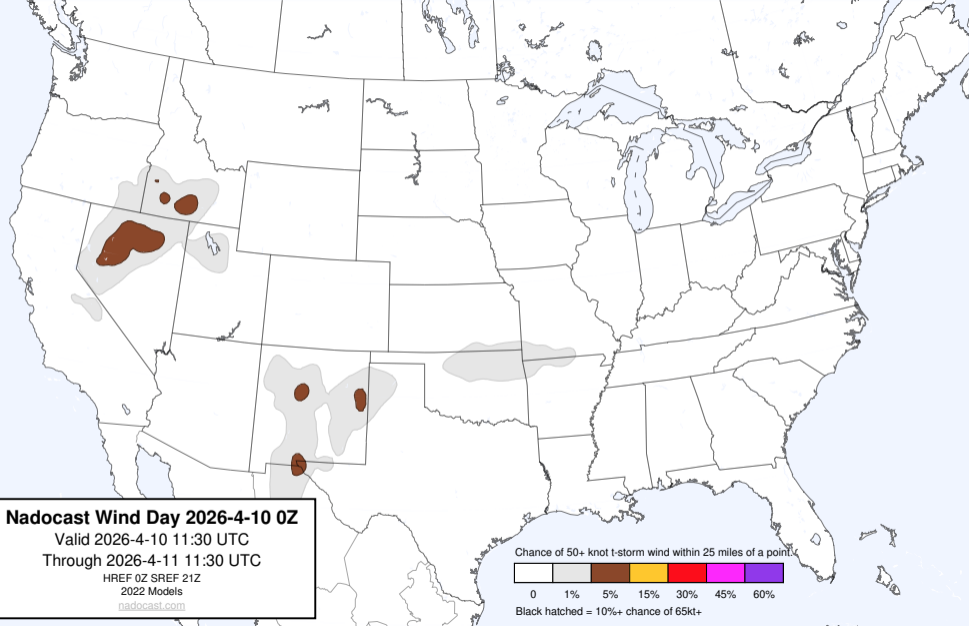 Nadocast Wind Day 2026-4-10 0Z
Valid 2026-4-10 11:30 UTC
Through 2026-4-11 11:30 UTC
HREF 0Z SREF 21Z
2022 Models
nadocast.com
Chance of 50+ knot t-storm wind within 25 miles of a point.
0 1% 5% 15% 30% 45% 60%
Black hatched = 10%+ chance of 65kt+